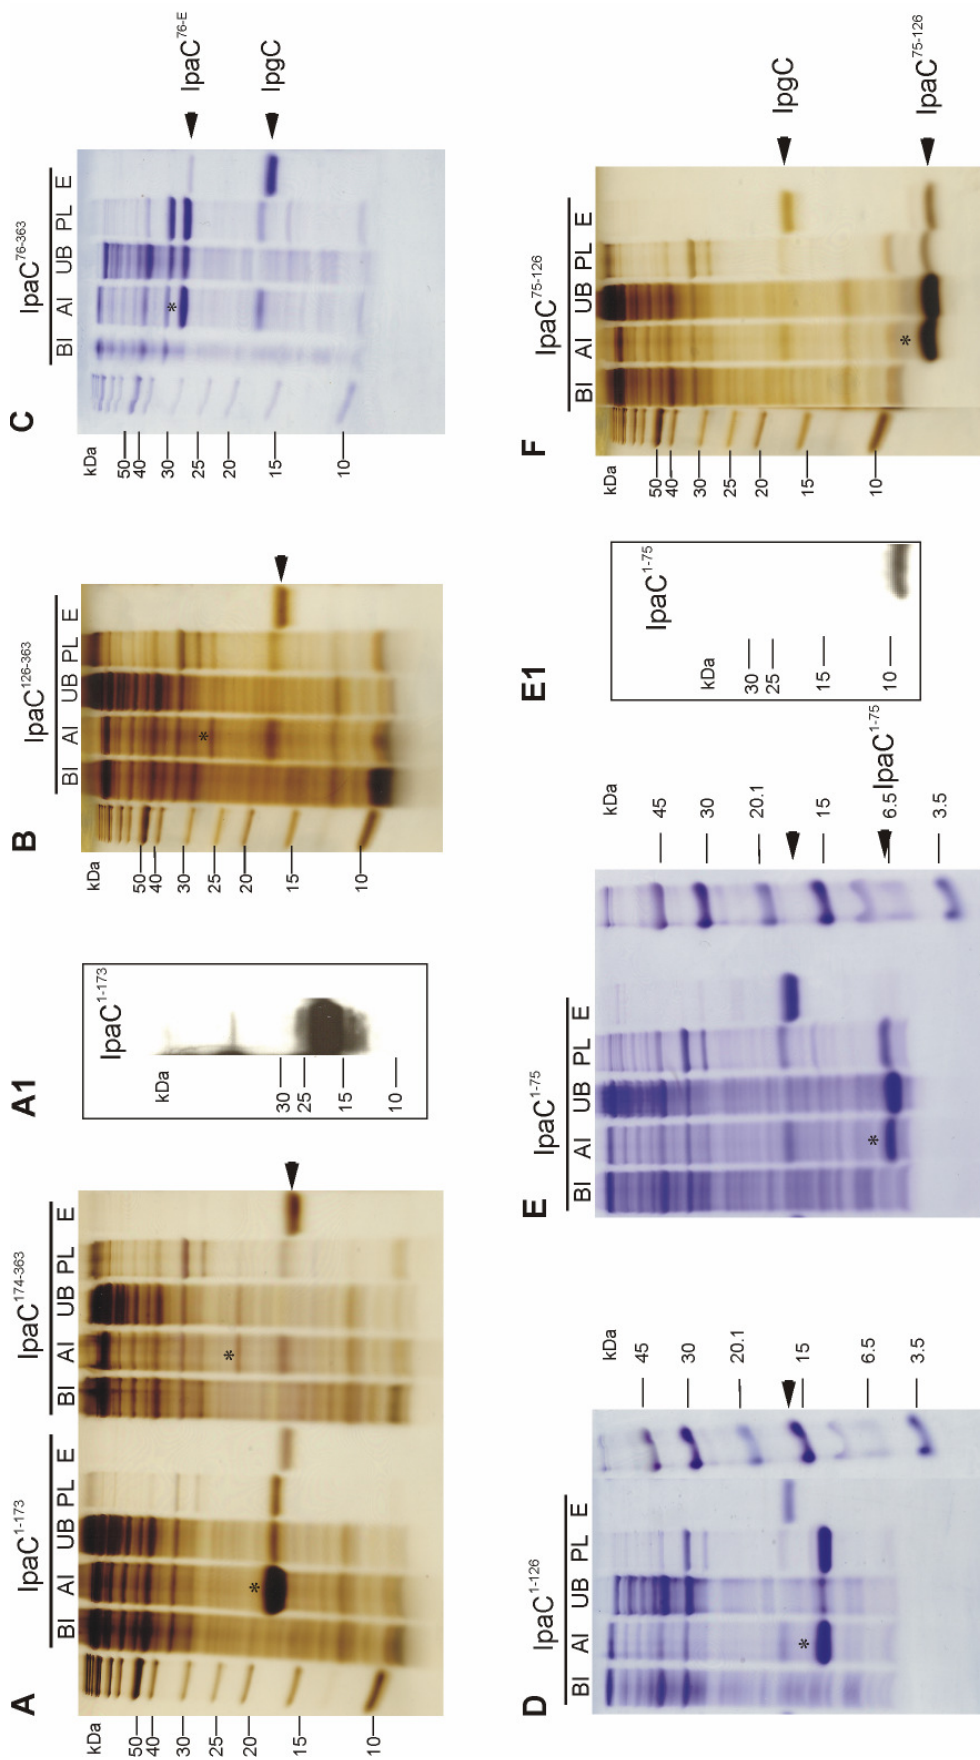 A
IpaC1-173
IpaC174-363
BI AI UB PL E
BI AI UB PL E
kDa
50
40
30
25
20
15
10
A1
IpaC1-173
kDa
30
25
15
10
B
IpaC126-363
BI AI UB PL E
kDa
50
40
30
25
20
15
10
*
C
IpaC76-363
BI AI UB PL E
kDa
50
40
30
25
20
15
10
*
IpaC76-E
IpgC
D
IpaC1-126
BI AI UB PL E
*
kDa
45
30
20.1
15
6.5
3.5
E
IpaC1-75
BI AI UB PL E
*
kDa
45
30
20.1
15
6.5
IpaC1-75
3.5
E1
IpaC1-75
kDa
30
25
15
10
F
IpaC75-126
BI AI UB PL E
kDa
50
40
30
25
20
15
10
*
IpgC
IpaC75-126